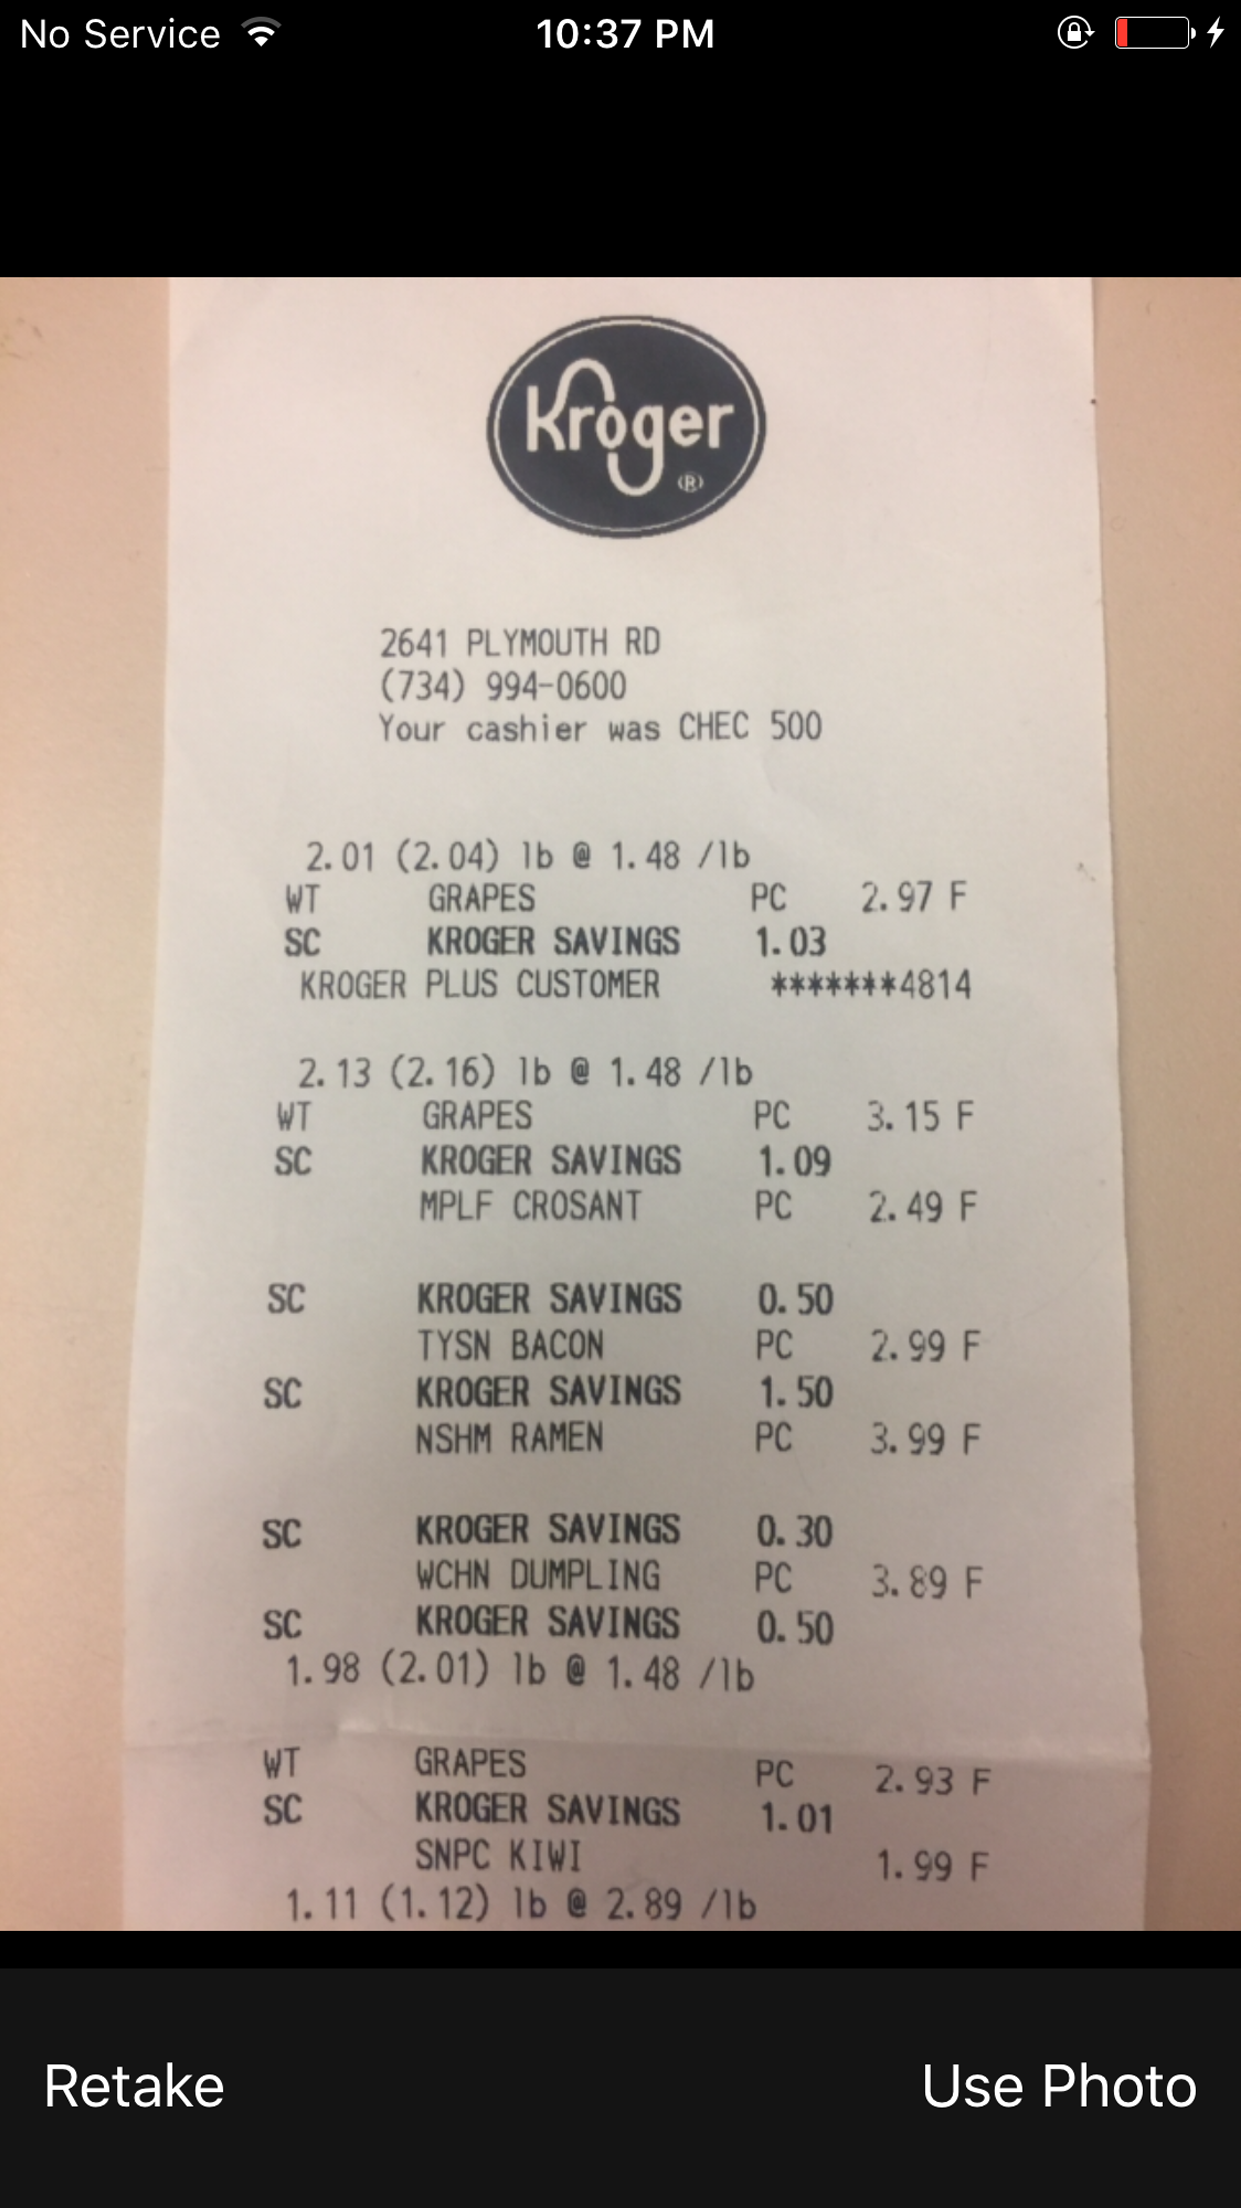 No Service 10:37 PM
Kroger ®
2641 PLYMOUTH RD
(734) 994-0600
Your cashier was CHEC 500
2.01 (2.04) lb @ 1.48 /lb
WT GRAPES PC 2.97 F
SC KROGER SAVINGS 1.03
KROGER PLUS CUSTOMER *******4814
2.13 (2.16) lb @ 1.48 /lb
WT GRAPES PC 3.15 F
SC KROGER SAVINGS 1.09
MPLF CROSANT PC 2.49 F
SC KROGER SAVINGS 0.50
TYSN BACON PC 2.99 F
SC KROGER SAVINGS 1.50
NSHM RAMEN PC 3.99 F
SC KROGER SAVINGS 0.30
WCHN DUMPLING PC 3.89 F
SC KROGER SAVINGS 0.50
1.98 (2.01) lb @ 1.48 /lb
WT GRAPES PC 2.93 F
SC KROGER SAVINGS 1.01
SNPC KIWI 1.99 F
1.11 (1.12) lb @ 2.89 /lb
Retake Use Photo